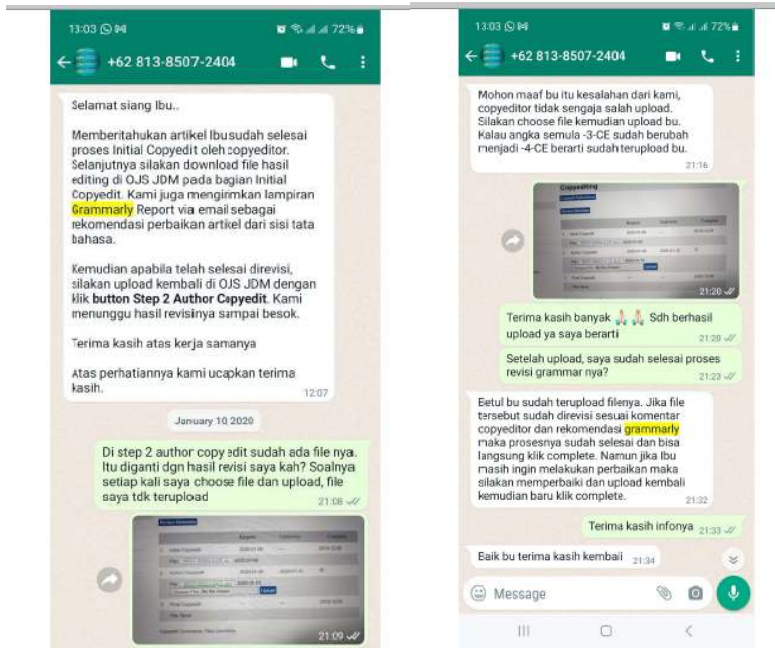 13:03
72%
+62 813-8507-2404
Selamat siang Ibu..
Memberitahukan artikel Ibu sudah selesai
proses Initial Copyedit oleh copyeditor.
Selanjutnya silakan download file hasil
editing di OJS JDM pada bagian Initial
Copyedit. Kami juga mengirimkan lampiran
Grammarly Report via email sebagai
rekomendasi perbaikan artikel dari sisi tata
bahasa.
Kemudian apabila telah selesai direvisi,
silakan upload kembali di OJS JDM dengan
klik button Step 2 Author Copyedit. Kami
menunggu hasil revisinya sampai besok.
Terima kasih atas kerja samanya
Atas perhatiannya kami ucapkan terima
kasih.
12:07
January 10, 2020
Di step 2 author copy edit sudah ada file nya.
Itu diganti dgn hasil revisi saya kah? Soalnya
setiap kali saya choose file dan upload, file
saya tdk terupload
21:08
21:09
13:03
72%
+62 813-8507-2404
Mohon maaf bu itu kesalahan dari kami,
copyeditor tidak sengaja salah upload.
Silakan choose file kemudian upload bu.
Kalau angka semula -3-CE sudah berubah
menjadi -4-CE berarti sudah terupload bu.
21:16
Copyediting
21:20
Terima kasih banyak 🙏🙏 Sdh berhasil
upload ya saya berarti
21:20
Setelah upload, saya sudah selesai proses
revisi grammar nya?
21:23
Betul bu sudah terupload filenya. Jika file
tersebut sudah direvisi sesuai komentar
copyeditor dan rekomendasi grammarly
maka prosesnya sudah selesai dan bisa
langsung klik complete. Namun jika Ibu
masih ingin melakukan perbaikan maka
silakan memperbaiki dan upload kembali
kemudian baru klik complete.
21:32
Terima kasih infonya
21:33
Baik bu terima kasih kembali
21:34
Message